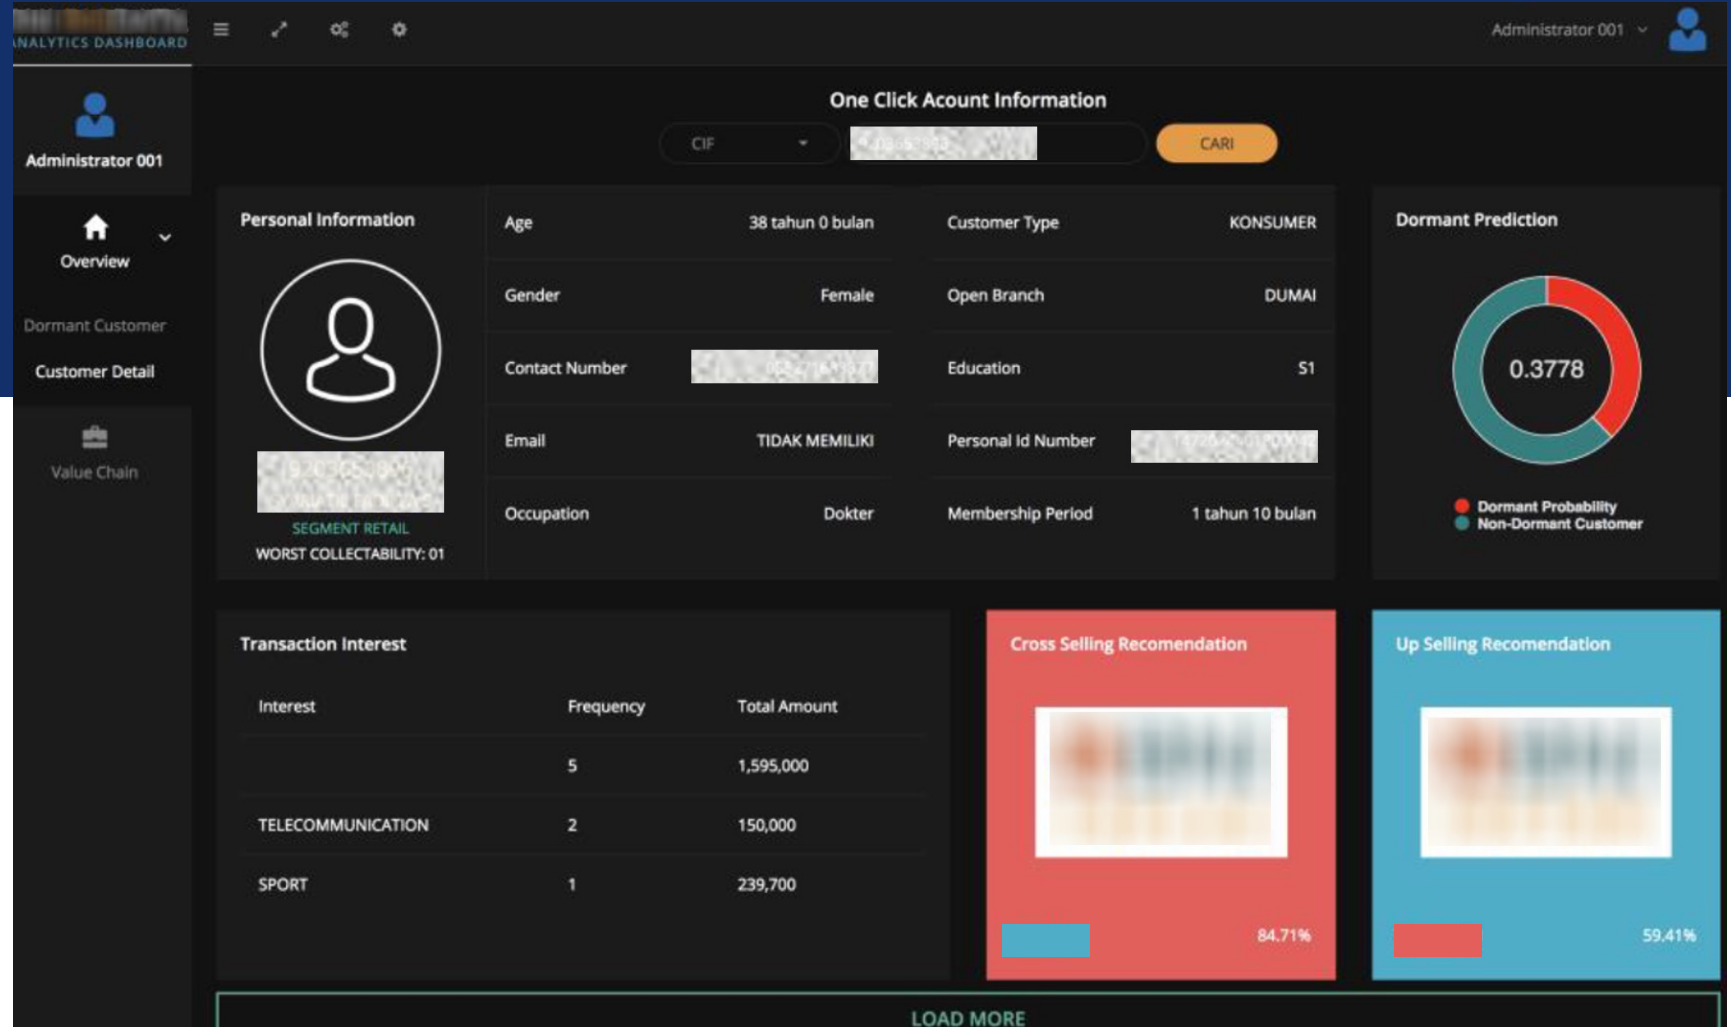 ANALYTICS DASHBOARD
Administrator 001
Administrator 001
Overview
Dormant Customer
Customer Detail
Value Chain
One Click Acount Information
CIF
CARI
Personal Information
SEGMENT RETAIL
WORST COLLECTABILITY: 01
Age 38 tahun 0 bulan
Gender Female
Contact Number
Email TIDAK MEMILIKI
Occupation Dokter
Customer Type KONSUMER
Open Branch DUMAI
Education S1
Personal Id Number
Membership Period 1 tahun 10 bulan
Dormant Prediction
0.3778
Dormant Probability
Non-Dormant Customer
Transaction Interest
Interest Frequency Total Amount
5 1,595,000
TELECOMMUNICATION 2 150,000
SPORT 1 239,700
Cross Selling Recomendation
84.71%
Up Selling Recomendation
59.41%
LOAD MORE